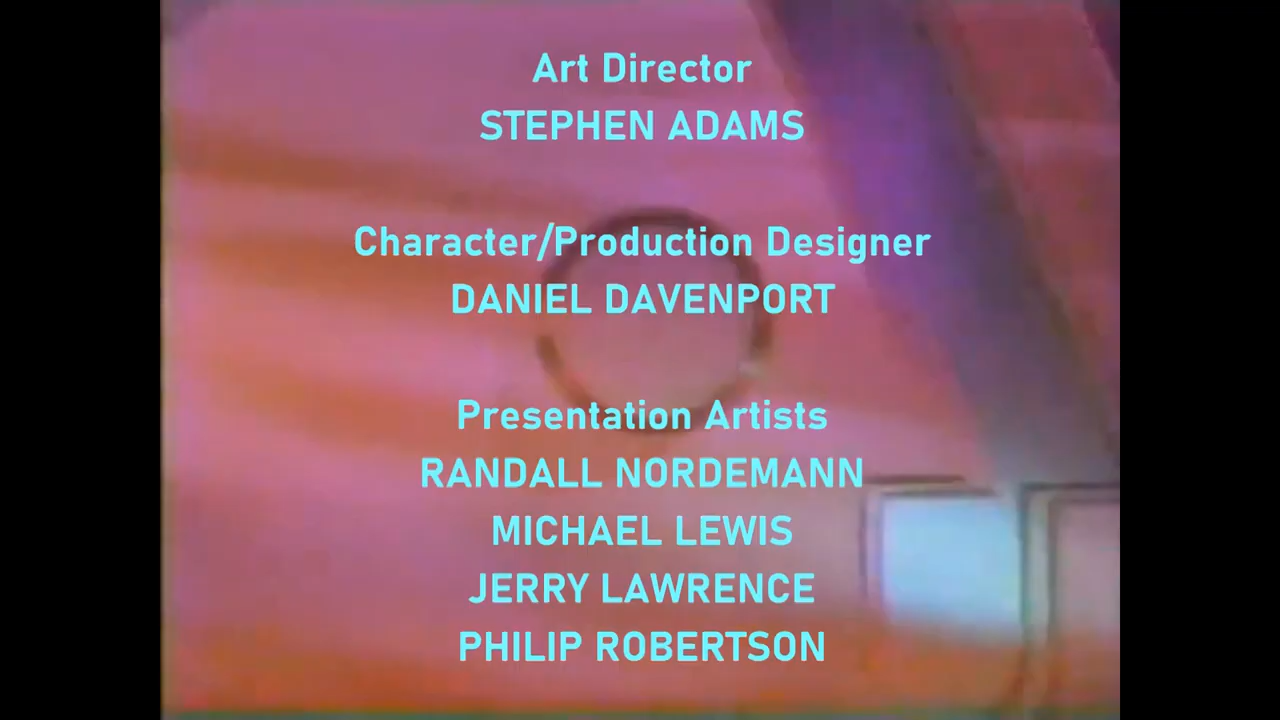 Art Director
STEPHEN ADAMS
Character/Production Designer
DANIEL DAVENPORT
Presentation Artists
RANDALL NORDEMANN
MICHAEL LEWIS
JERRY LAWRENCE
PHILIP ROBERTSON